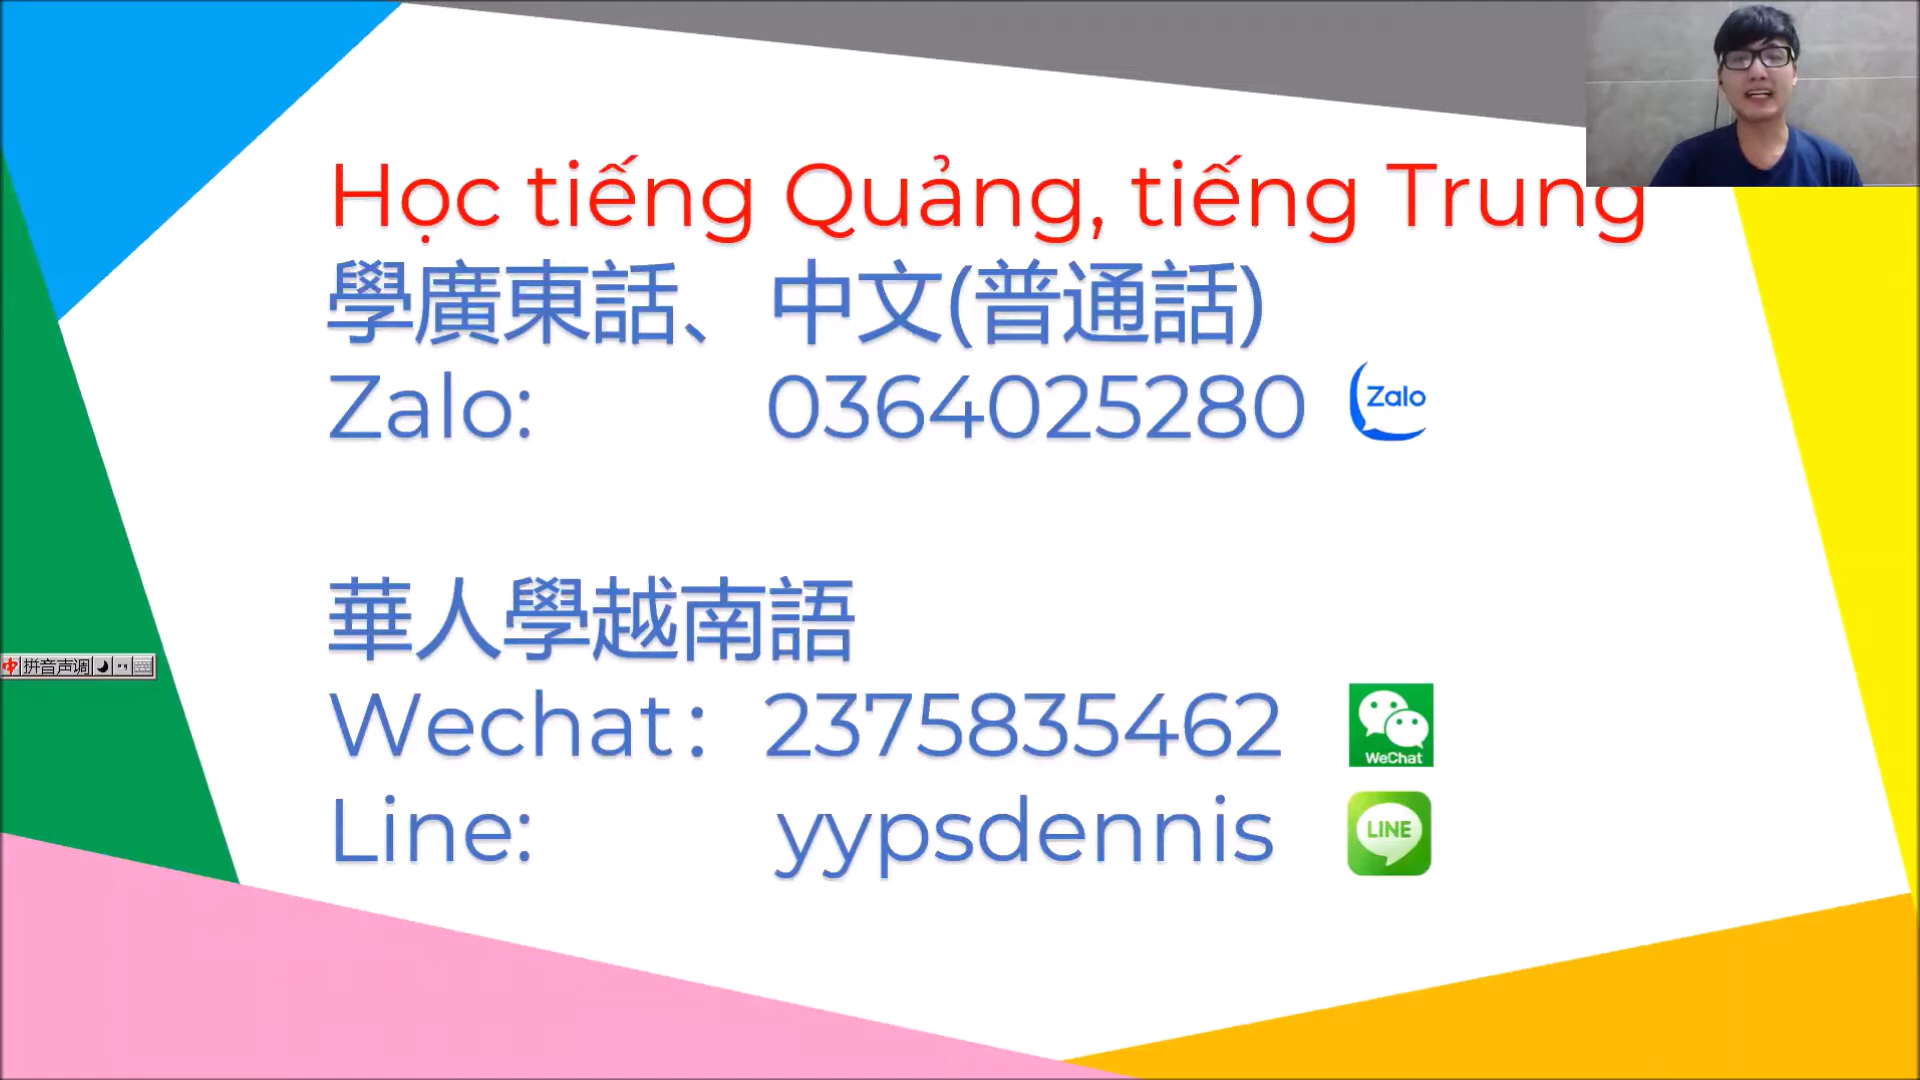 Học tiếng Quảng, tiếng Trung
學廣東話、中文(普通話)
Zalo: 0364025280 Zalo
華人學越南語
Wechat: 2375835462 WeChat
Line: yypsdennis LINE
中 拼音声调